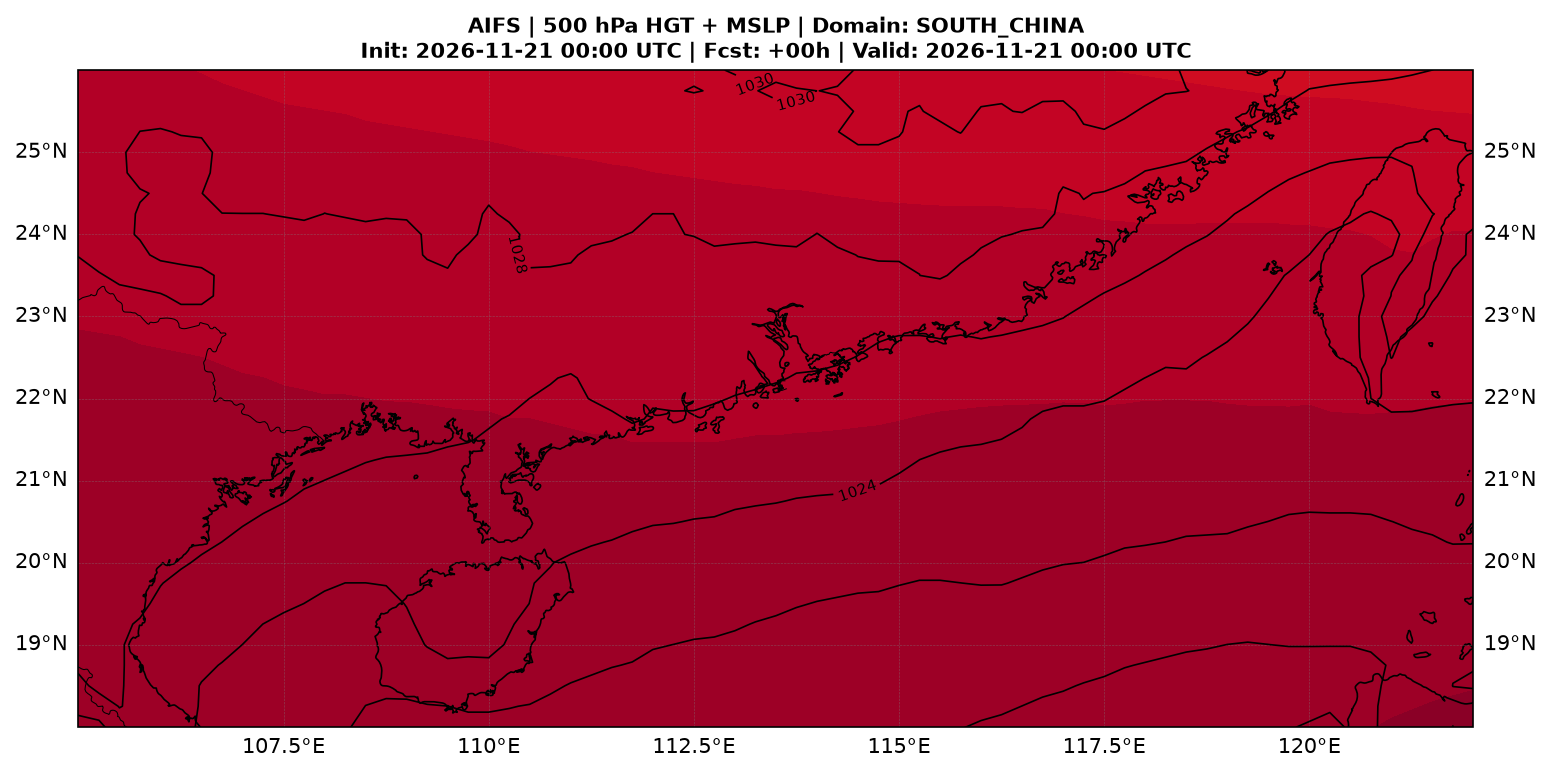 AIFS | 500 hPa HGT + MSLP | Domain: SOUTH_CHINA
Init: 2026-11-21 00:00 UTC | Fcst: +00h | Valid: 2026-11-21 00:00 UTC
1030
1030
25°N 25°N
24°N 24°N
1028
23°N 23°N
22°N 22°N
21°N 21°N
1024
20°N 20°N
19°N 19°N
107.5°E 110°E 112.5°E 115°E 117.5°E 120°E